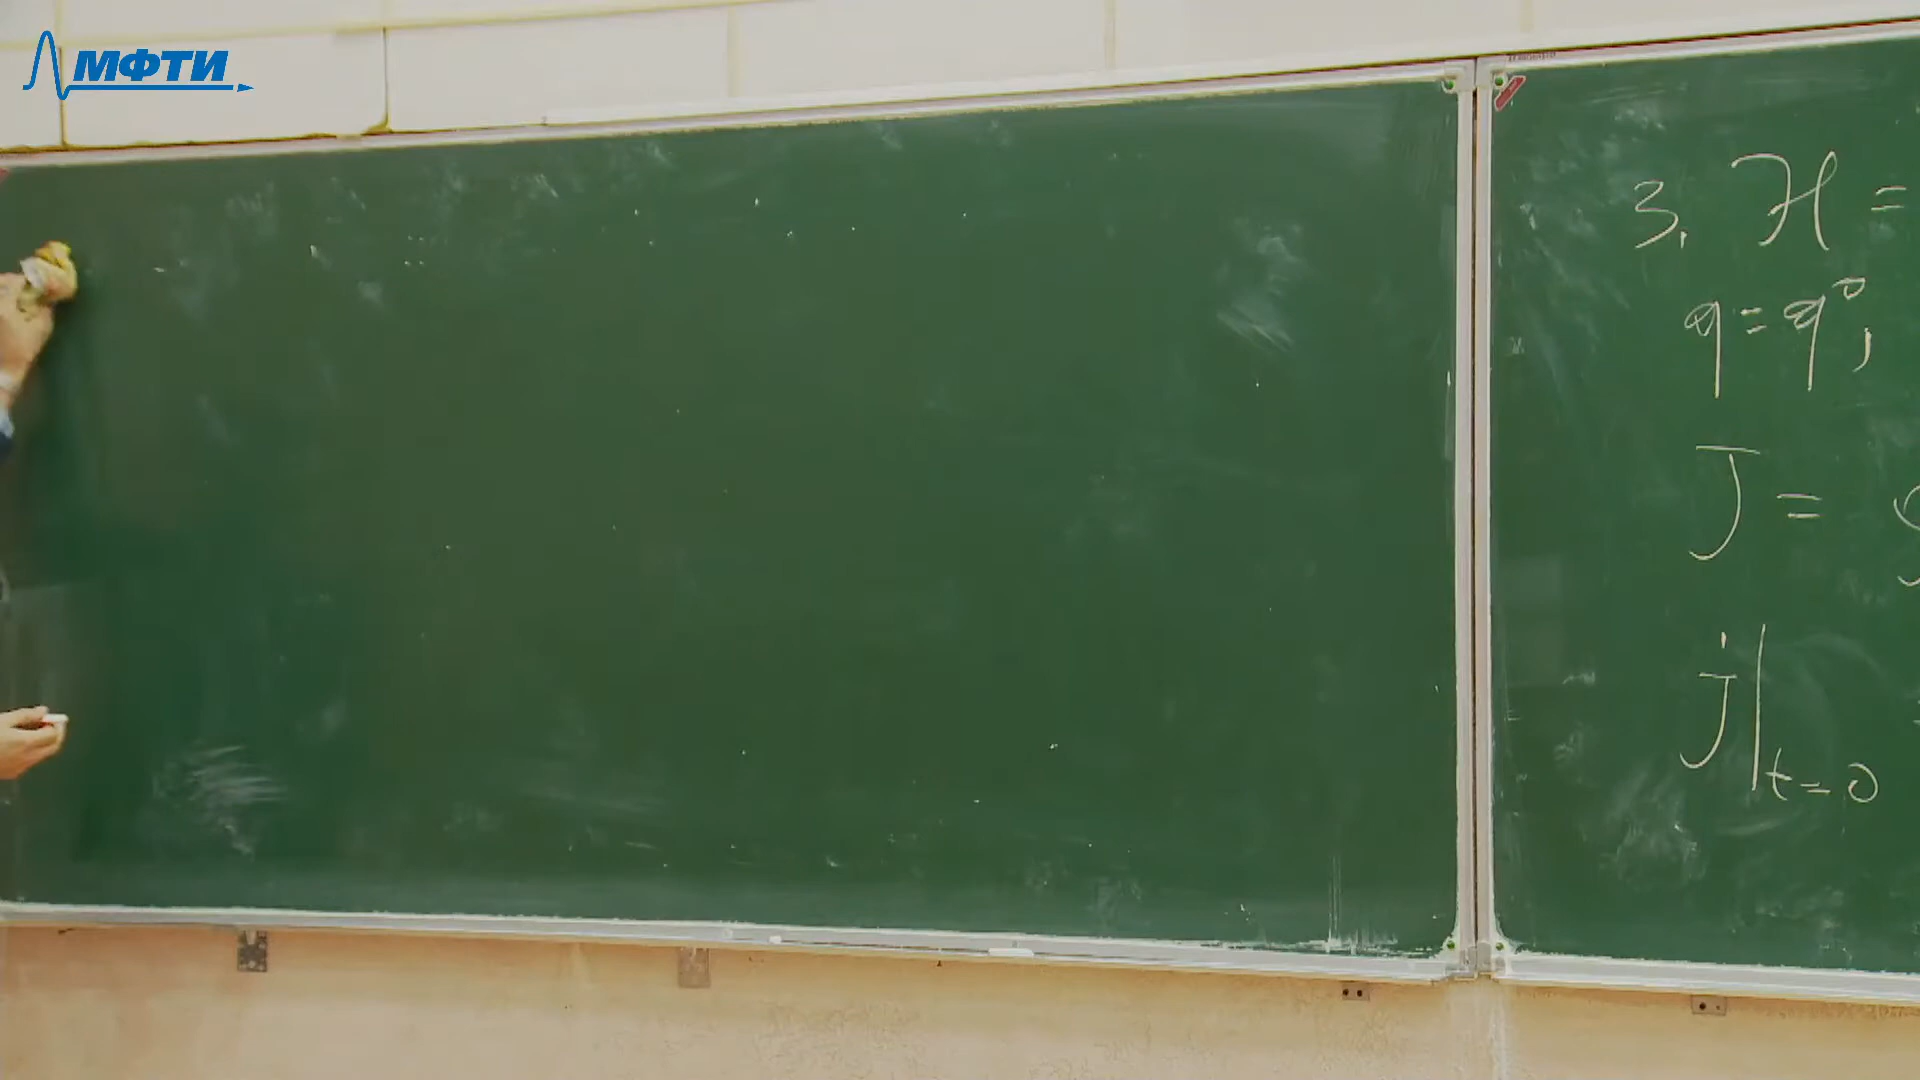 МФТИ
3. H =
q = q⁰,
J =
J̇|ₜ₌₀